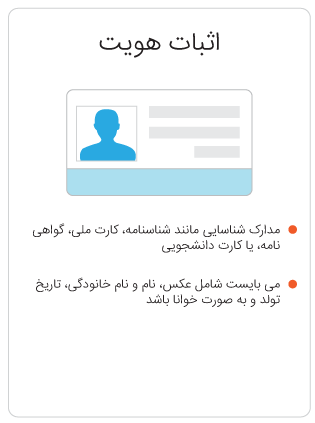 اثبات هویت
مدارک شناسایی مانند شناسنامه، کارت ملی، گواهی
نامه، یا کارت دانشجویی
می بایست شامل عکس، نام و نام خانودگی، تاریخ
تولد و به صورت خوانا باشد